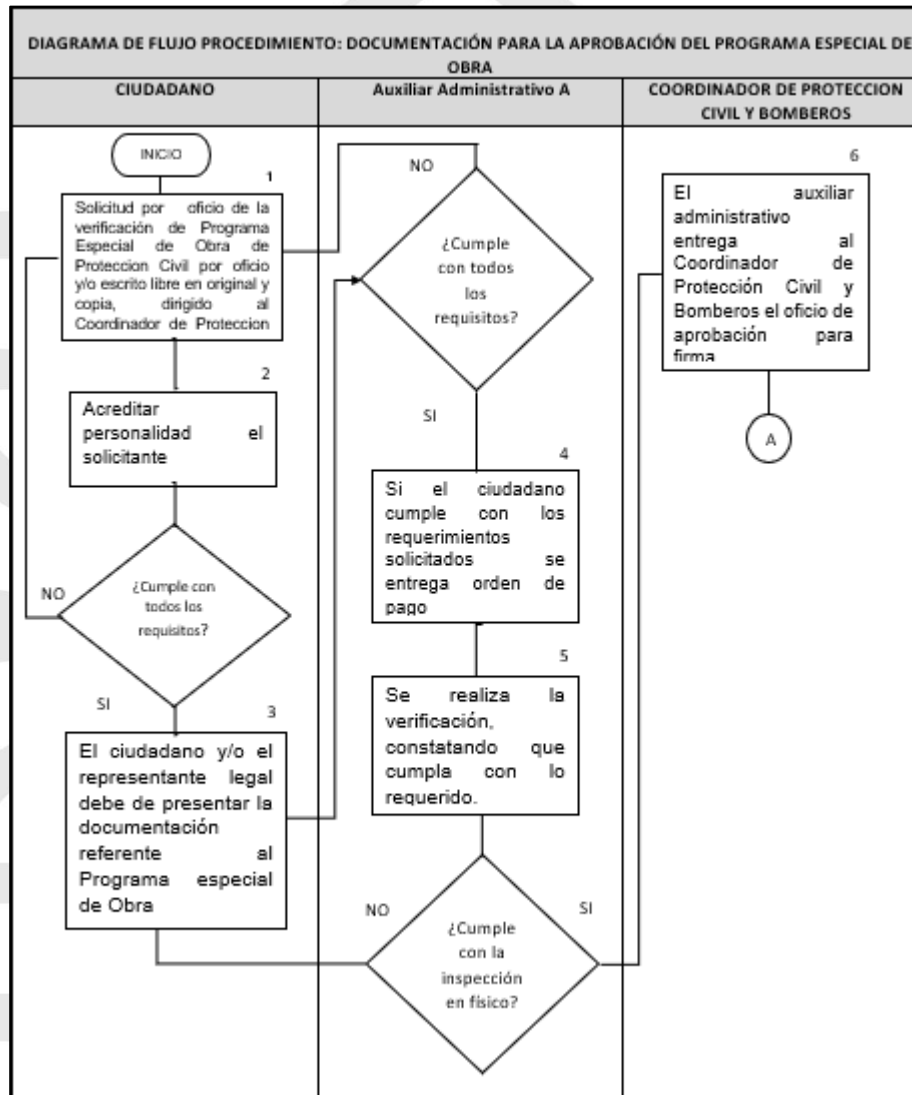 DIAGRAMA DE FLUJO PROCEDIMIENTO: DOCUMENTACIÓN PARA LA APROBACIÓN DEL PROGRAMA ESPECIAL DE
OBRA
CIUDADANO
INICIO
1
Solicitud por oficio de la
verificación de Programa
Especial de Obra de
Proteccion Civil por oficio
y/o escrito libre en original y
copia, dirigido al
Coordinador de Proteccion
2
Acreditar
personalidad el
solicitante
¿Cumple con
todos los
requisitos?
NO
SI
3
El ciudadano y/o el
representante legal
debe de presentar la
documentación
referente al
Programa especial
de Obra
Auxiliar Administrativo A
NO
¿Cumple
con todos
los
requisitos?
SI
4
Si el ciudadano
cumple con los
requerimientos
solicitados se
entrega orden de
pago
5
Se realiza la
verificación,
constatando que
cumpla con lo
requerido.
NO
SI
¿Cumple
con la
inspección
en físico?
COORDINADOR DE PROTECCION
CIVIL Y BOMBEROS
6
El auxiliar
administrativo
entrega al
Coordinador de
Protección Civil y
Bomberos el oficio de
aprobación para
firma
A